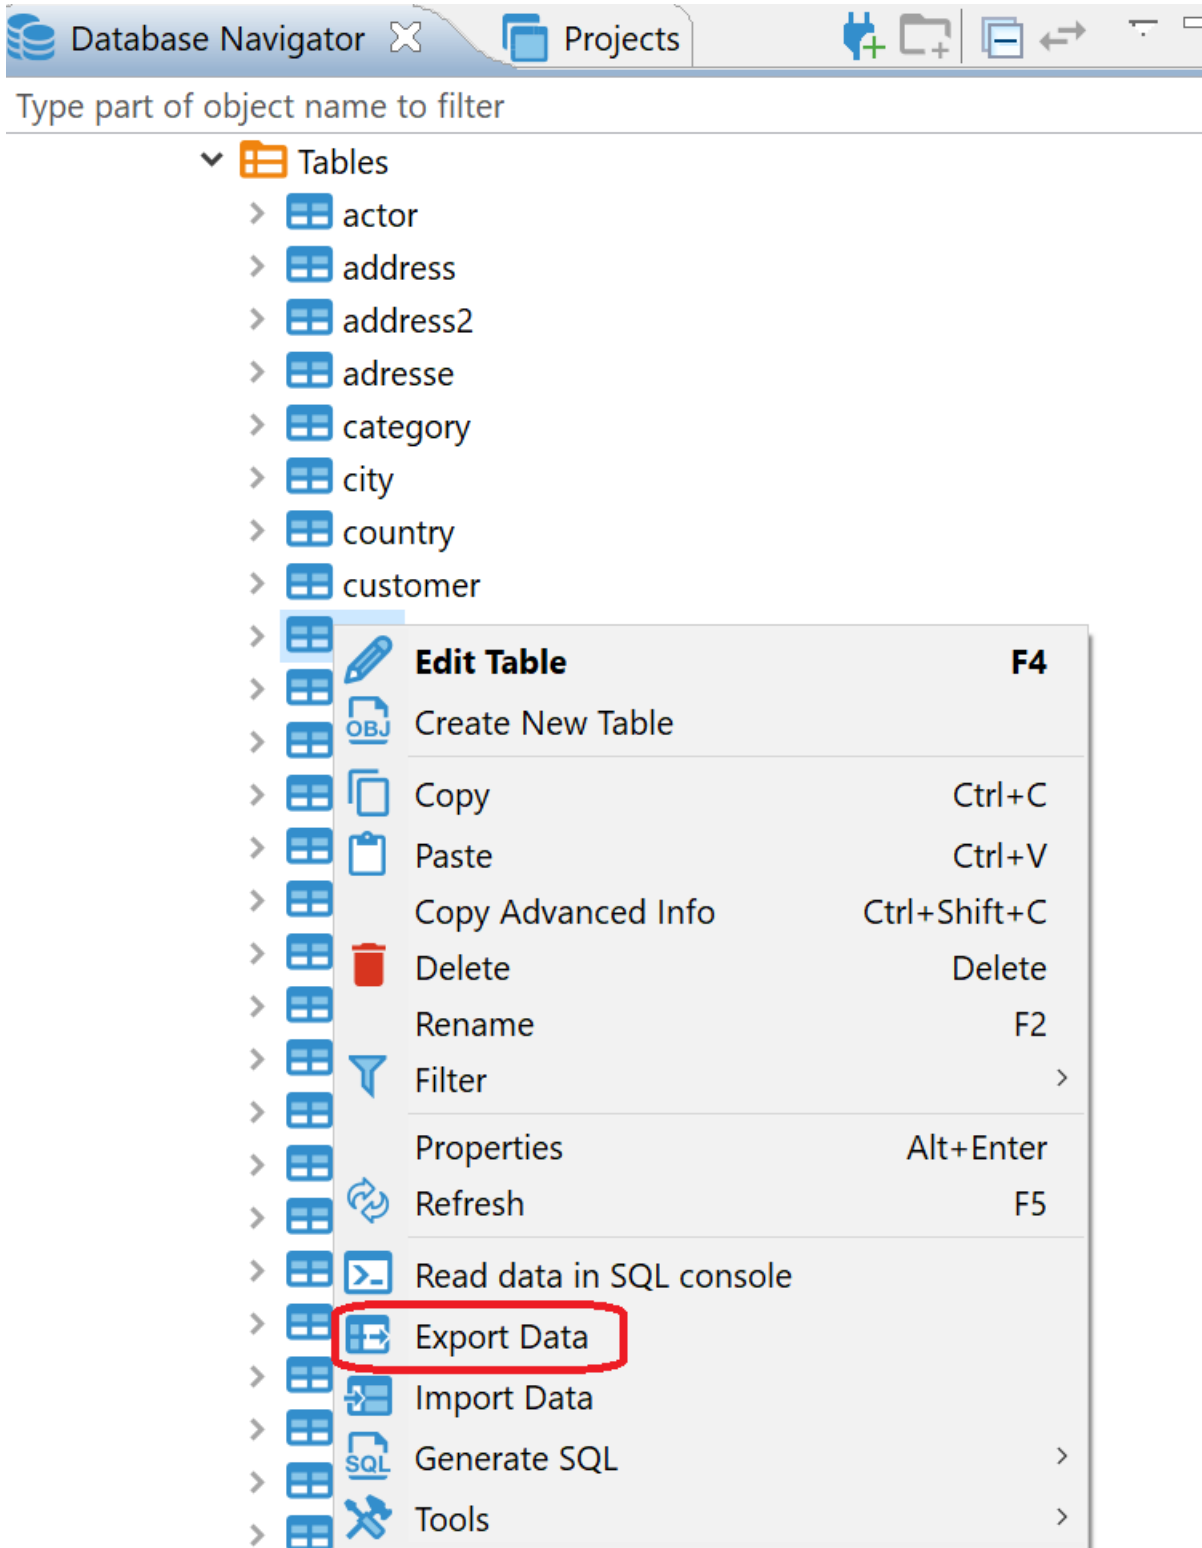 Database Navigator Projects
Type part of object name to filter
Tables
actor
address
address2
adresse
category
city
country
customer
Edit Table F4
OBJ Create New Table
Copy Ctrl+C
Paste Ctrl+V
Copy Advanced Info Ctrl+Shift+C
Delete Delete
Rename F2
Filter
Properties Alt+Enter
Refresh F5
Read data in SQL console
Export Data
Import Data
SQL Generate SQL
Tools